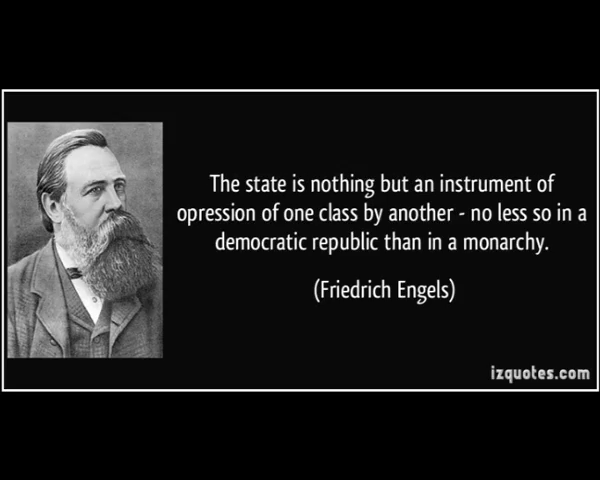 The state is nothing but an instrument of
opression of one class by another - no less so in a
democratic republic than in a monarchy.
(Friedrich Engels)
izquotes.com